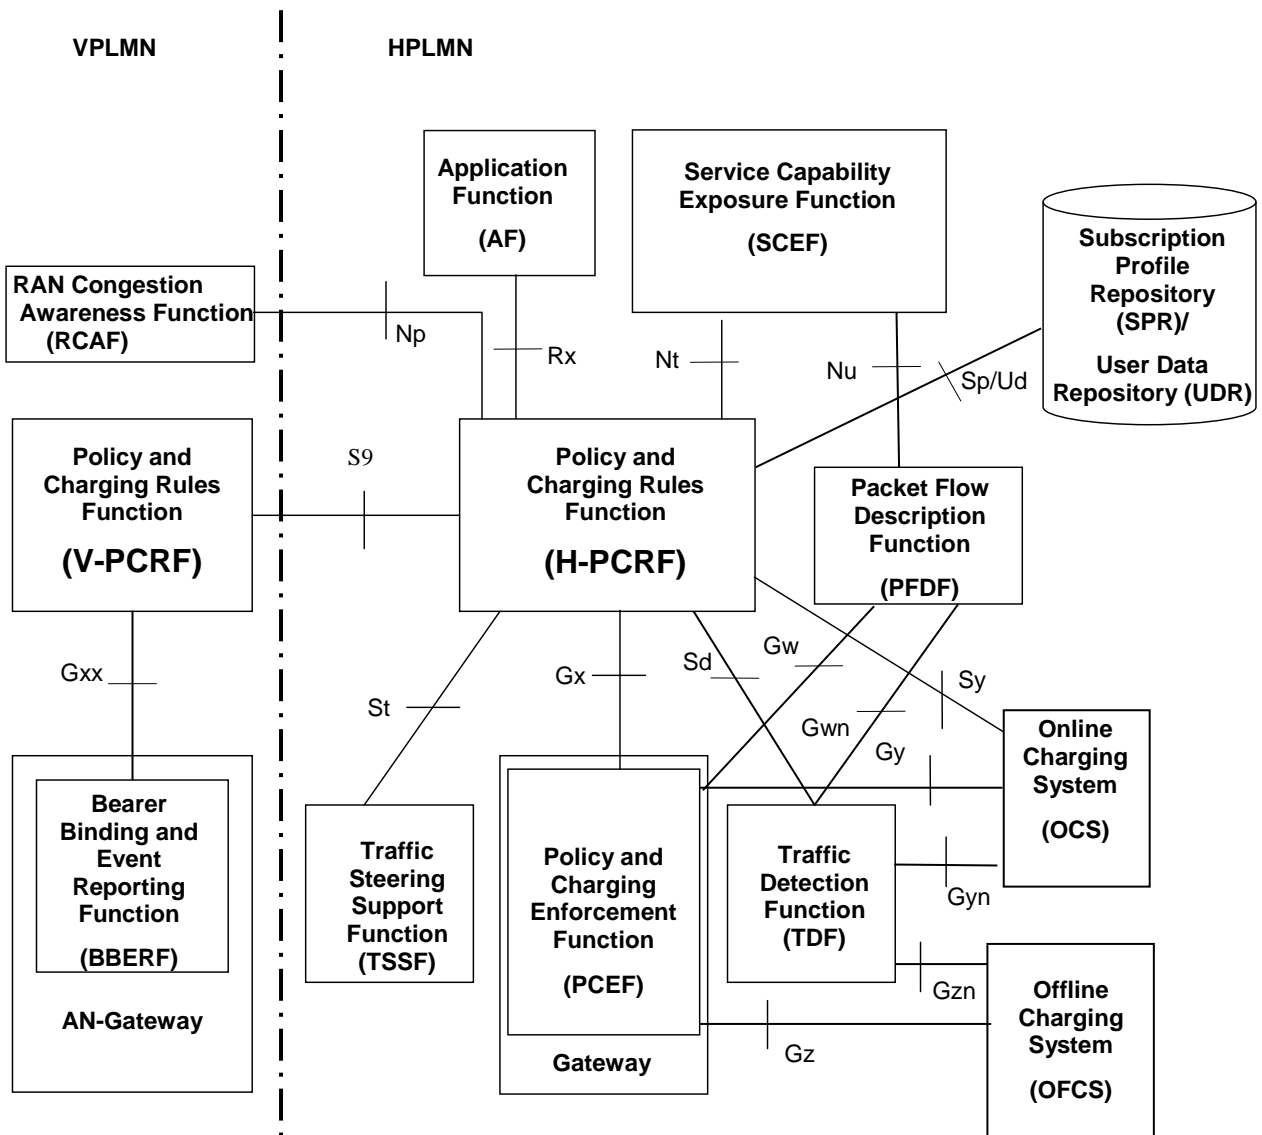 VPLMN
HPLMN
Application
Function
(AF)
Service Capability
Exposure Function
(SCEF)
Subscription
Profile
Repository
(SPR)/
User Data
Repository (UDR)
RAN Congestion
Awareness Function
(RCAF)
Np
Rx
Nt
Nu
Sp/Ud
Policy and
Charging Rules
Function
(V-PCRF)
S9
Policy and
Charging Rules
Function
(H-PCRF)
Packet Flow
Description
Function
(PFDF)
Gxx
St
Gx
Sd
Gw
Gwn
Sy
Gy
Online
Charging
System
(OCS)
Bearer
Binding and
Event
Reporting
Function
(BBERF)
AN-Gateway
Traffic
Steering
Support
Function
(TSSF)
Policy and
Charging
Enforcement
Function
(PCEF)
Gateway
Traffic
Detection
Function
(TDF)
Gyn
Gzn
Gz
Offline
Charging
System
(OFCS)